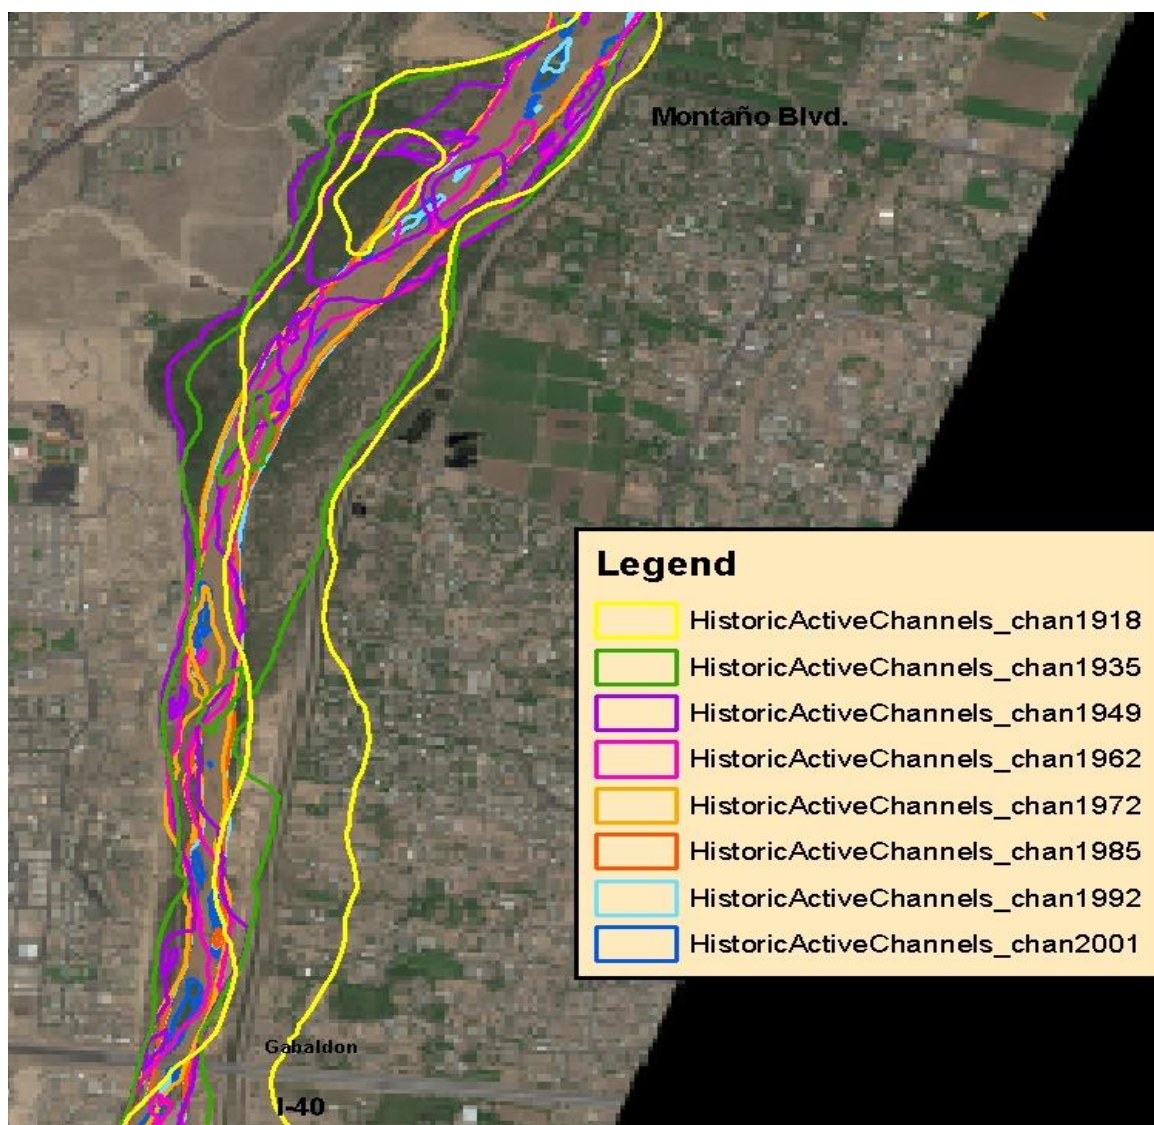 Montaño Blvd.
Legend
HistoricActiveChannels_chan1918
HistoricActiveChannels_chan1935
HistoricActiveChannels_chan1949
HistoricActiveChannels_chan1962
HistoricActiveChannels_chan1972
HistoricActiveChannels_chan1985
HistoricActiveChannels_chan1992
HistoricActiveChannels_chan2001
Gabaldon
I-40